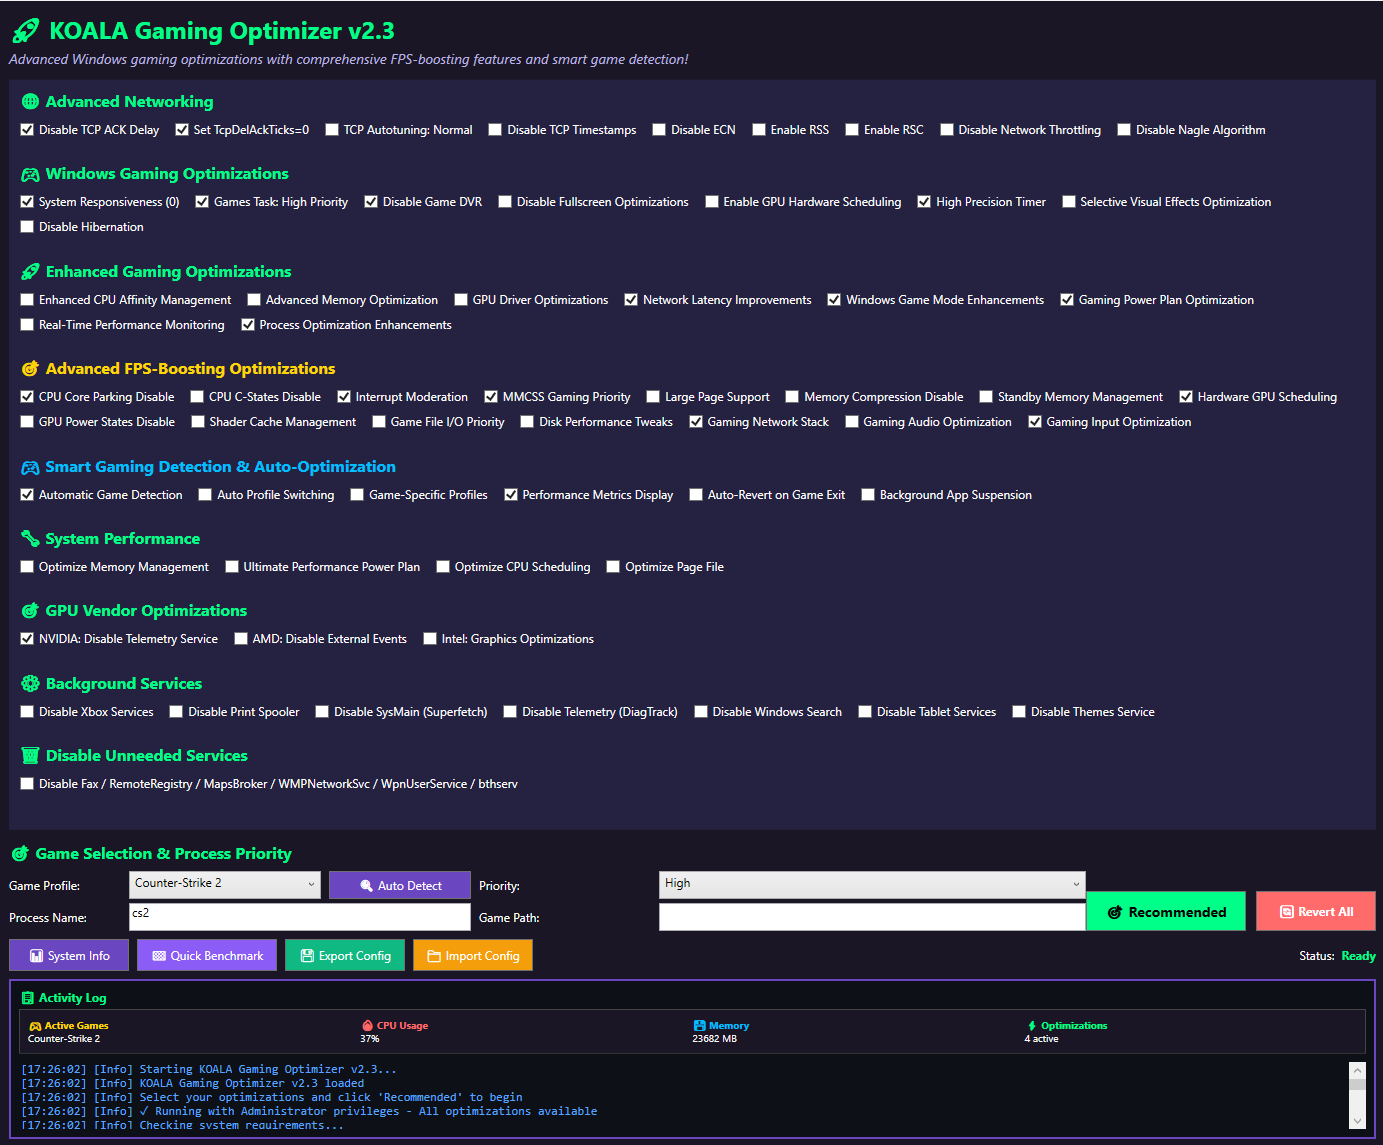 KOALA Gaming Optimizer v2.3
Advanced Windows gaming optimizations with comprehensive FPS-boosting features and smart game detection!
Advanced Networking
Disable TCP ACK Delay Set TcpDelAckTicks=0 TCP Autotuning: Normal Disable TCP Timestamps Disable ECN Enable RSS Enable RSC Disable Network Throttling Disable Nagle Algorithm
Windows Gaming Optimizations
System Responsiveness (0) Games Task: High Priority Disable Game DVR Disable Fullscreen Optimizations Enable GPU Hardware Scheduling High Precision Timer Selective Visual Effects Optimization
Disable Hibernation
Enhanced Gaming Optimizations
Enhanced CPU Affinity Management Advanced Memory Optimization GPU Driver Optimizations Network Latency Improvements Windows Game Mode Enhancements Gaming Power Plan Optimization
Real-Time Performance Monitoring Process Optimization Enhancements
Advanced FPS-Boosting Optimizations
CPU Core Parking Disable CPU C-States Disable Interrupt Moderation MMCSS Gaming Priority Large Page Support Memory Compression Disable Standby Memory Management Hardware GPU Scheduling
GPU Power States Disable Shader Cache Management Game File I/O Priority Disk Performance Tweaks Gaming Network Stack Gaming Audio Optimization Gaming Input Optimization
Smart Gaming Detection & Auto-Optimization
Automatic Game Detection Auto Profile Switching Game-Specific Profiles Performance Metrics Display Auto-Revert on Game Exit Background App Suspension
System Performance
Optimize Memory Management Ultimate Performance Power Plan Optimize CPU Scheduling Optimize Page File
GPU Vendor Optimizations
NVIDIA: Disable Telemetry Service AMD: Disable External Events Intel: Graphics Optimizations
Background Services
Disable Xbox Services Disable Print Spooler Disable SysMain (Superfetch) Disable Telemetry (DiagTrack) Disable Windows Search Disable Tablet Services Disable Themes Service
Disable Unneeded Services
Disable Fax / RemoteRegistry / MapsBroker / WMPNetworkSvc / WpnUserService / bthserv
Game Selection & Process Priority
Game Profile: Counter-Strike 2 Auto Detect Priority: High
Process Name: cs2 Game Path: Recommended Revert All
System Info Quick Benchmark Export Config Import Config Status: Ready
Activity Log
Active Games CPU Usage Memory Optimizations
Counter-Strike 2 37% 23682 MB 4 active
[17:26:02] [Info] Starting KOALA Gaming Optimizer v2.3...
[17:26:02] [Info] KOALA Gaming Optimizer v2.3 loaded
[17:26:02] [Info] Select your optimizations and click 'Recommended' to begin
[17:26:02] [Info] ✓ Running with Administrator privileges - All optimizations available
[17:26:02] [Info] Checking system requirements...